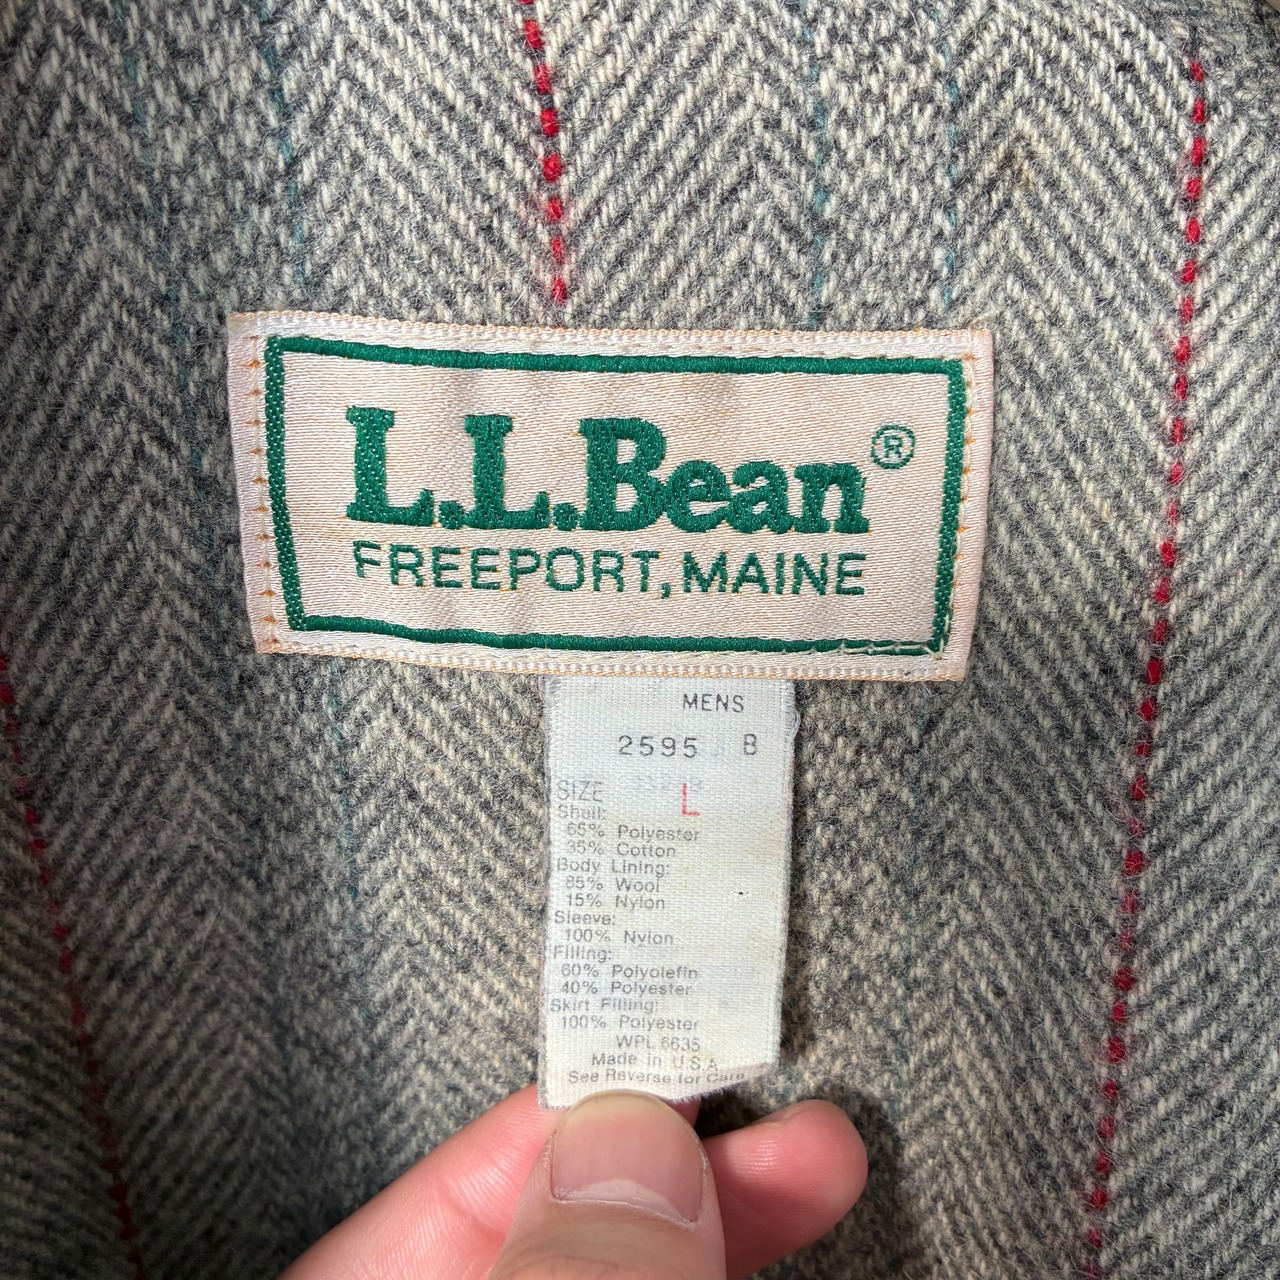 L.L.Bean®
FREEPORT, MAINE
MENS
2595 B
SIZE L
Shell:
65% Polyester
35% Cotton
Body Lining:
85% Wool
15% Nylon
Sleeve:
100% Nylon
Filling:
60% Polyolefin
40% Polyester
Skirt Filling:
100% Polyester
WPL 6635
Made in U.S.A.
See Reverse for Care